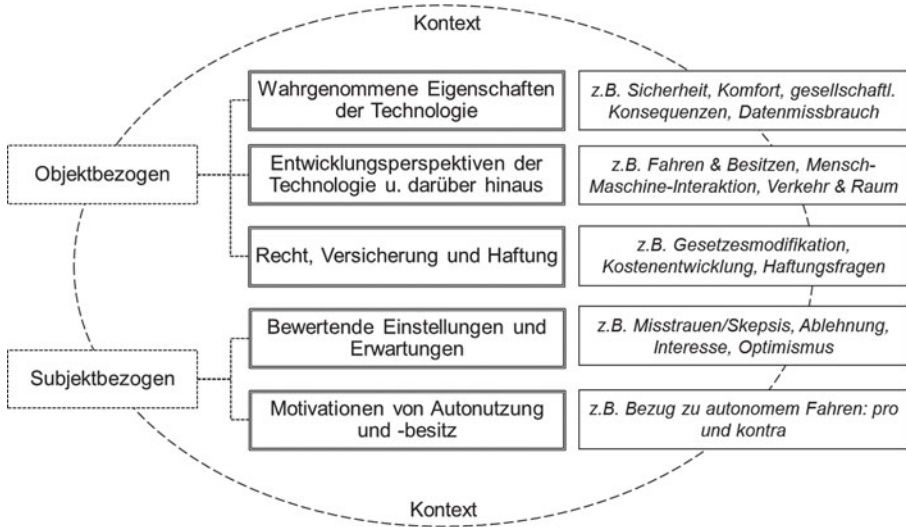 Kontext
Wahrgenommene Eigenschaften
der Technologie
z.B. Sicherheit, Komfort, gesellschaftl.
Konsequenzen, Datenmissbrauch
Objektbezogen
Entwicklungsperspektiven der
Technologie u. darüber hinaus
z.B. Fahren & Besitzen, Mensch-
Maschine-Interaktion, Verkehr & Raum
Recht, Versicherung und Haftung
z.B. Gesetzesmodifikation,
Kostenentwicklung, Haftungsfragen
Subjektbezogen
Bewertende Einstellungen und
Erwartungen
z.B. Misstrauen/Skepsis, Ablehnung,
Interesse, Optimismus
Motivationen von Autonutzung
und -besitz
z.B. Bezug zu autonomem Fahren: pro
und kontra
Kontext